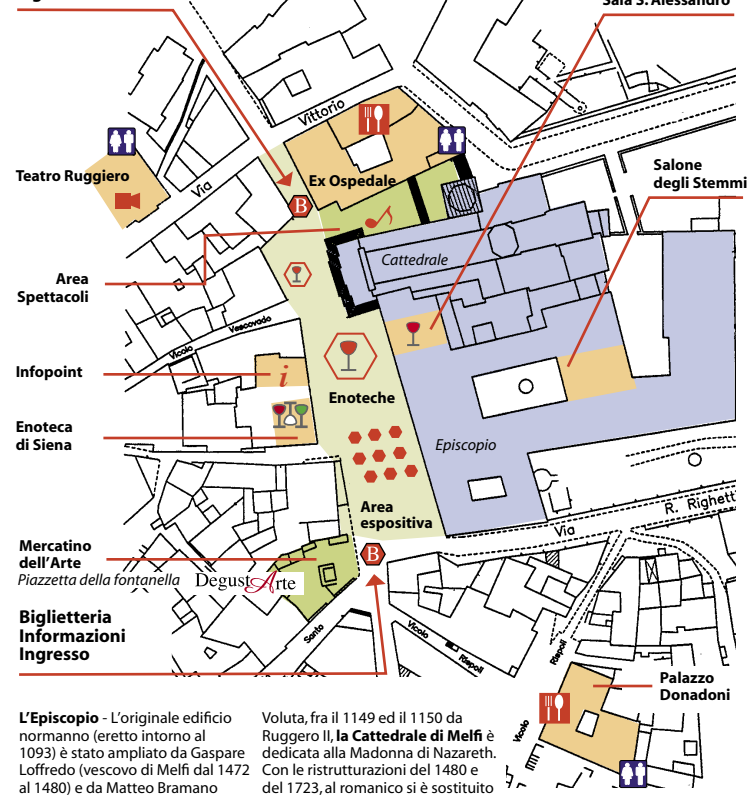 Sala S. Alessandro
Vittorio
Via
Teatro Ruggiero
Ex Ospedale
B
Salone
degli Stemmi
Cattedrale
Area
Spettacoli
Vicolo Vescovado
Infopoint
i
Enoteche
Enoteca
di Siena
Episcopio
Area
espositiva
Via R. Righetti
B
Mercatino
dell'Arte
Piazzetta della fontanella
DegustArte
Biglietteria
Informazioni
Ingresso
Santo
Vicolo Riepoli
Vicolo Riepoli
Palazzo
Donadoni
L'Episcopio - L'originale edificio
normanno (eretto intorno al
1093) è stato ampliato da Gaspare
Loffredo (vescovo di Melfi dal 1472
al 1480) e da Matteo Bramano
Voluta, fra il 1149 ed il 1150 da
Ruggero II, la Cattedrale di Melfi è
dedicata alla Madonna di Nazareth.
Con le ristrutturazioni del 1480 e
del 1723, al romanico si è sostituito